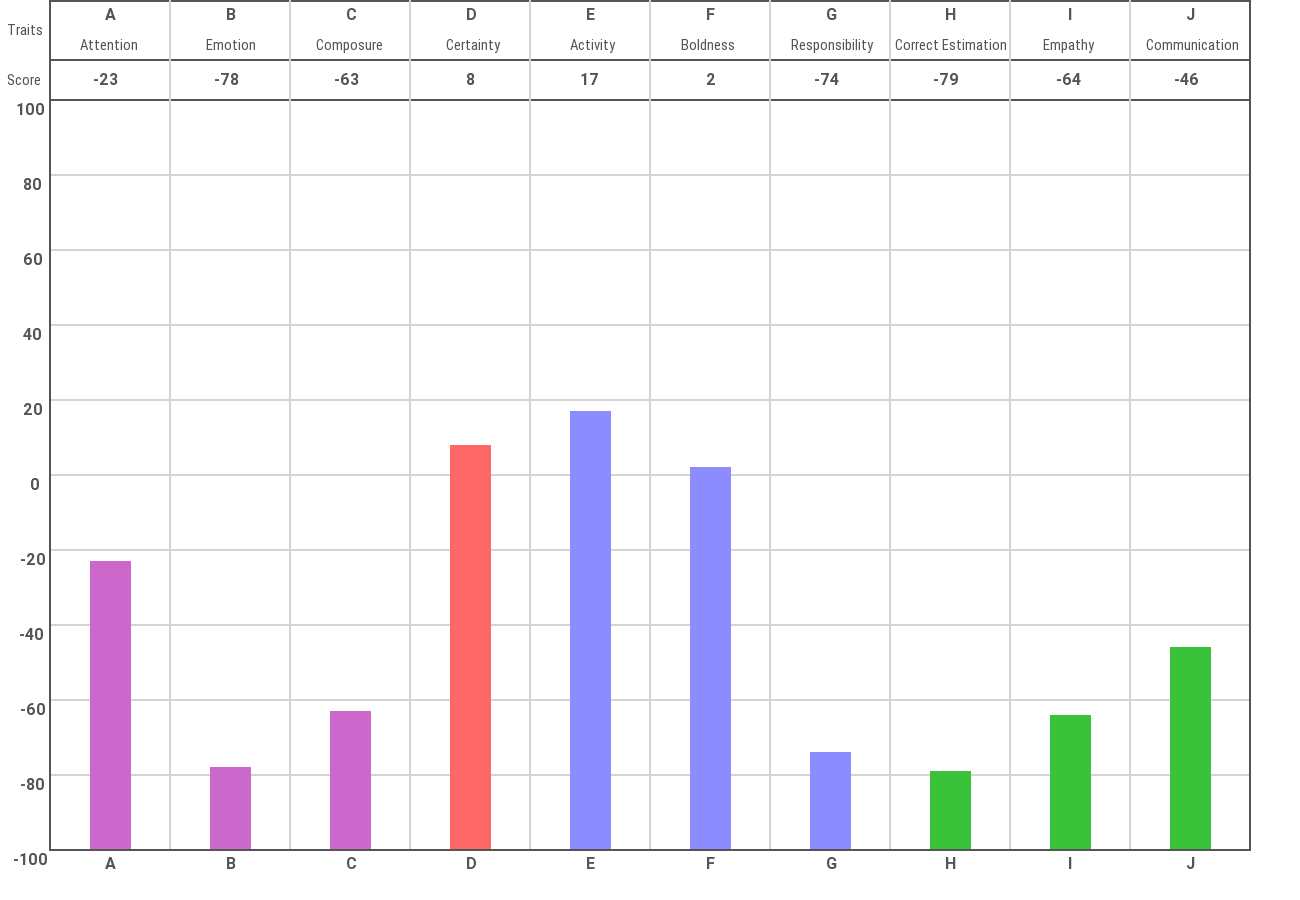 A B C D E F G H I J
Traits
Attention Emotion Composure Certainty Activity Boldness Responsibility Correct Estimation Empathy Communication
Score -23 -78 -63 8 17 2 -74 -79 -64 -46
100
80
60
40
20
0
-20
-40
-60
-80
-100
A B C D E F G H I J